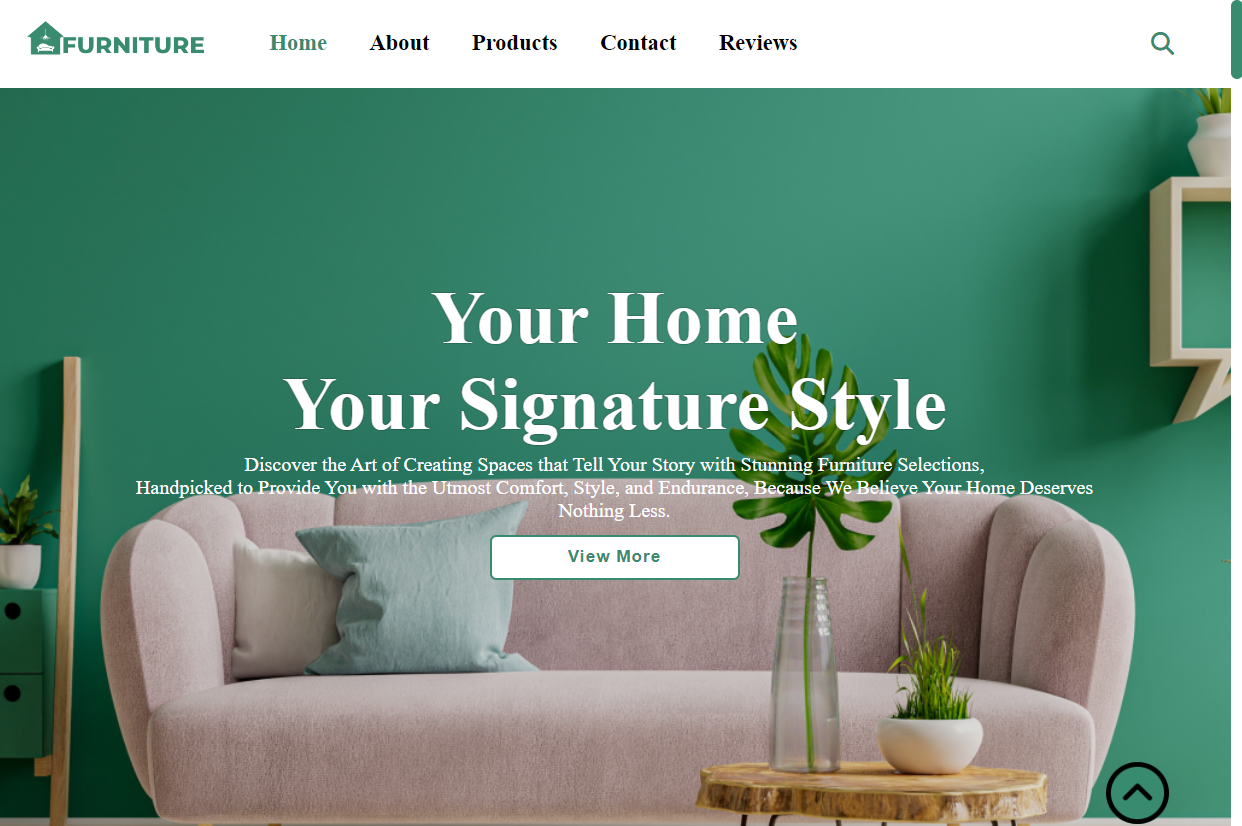 FURNITURE
Home About Products Contact Reviews
Your Home
Your Signature Style
Discover the Art of Creating Spaces that Tell Your Story with Stunning Furniture Selections,
Handpicked to Provide You with the Utmost Comfort, Style, and Endurance, Because We Believe Your Home Deserves
Nothing Less.
View More